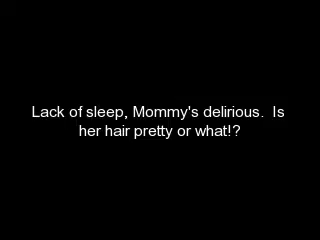 Lack of sleep, Mommy's delirious.  Is
her hair pretty or what!?